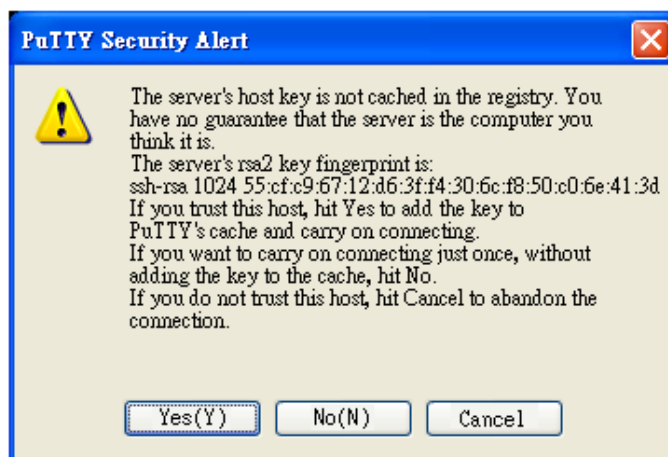 PuTTY Security Alert
The server's host key is not cached in the registry. You
have no guarantee that the server is the computer you
think it is.
The server's rsa2 key fingerprint is:
ssh-rsa 1024 55:cf:c9:67:12:d6:3f:f4:30:6c:f8:50:c0:6e:41:3d
If you trust this host, hit Yes to add the key to
PuTTY's cache and carry on connecting.
If you want to carry on connecting just once, without
adding the key to the cache, hit No.
If you do not trust this host, hit Cancel to abandon the
connection.
Yes(Y) No(N) Cancel